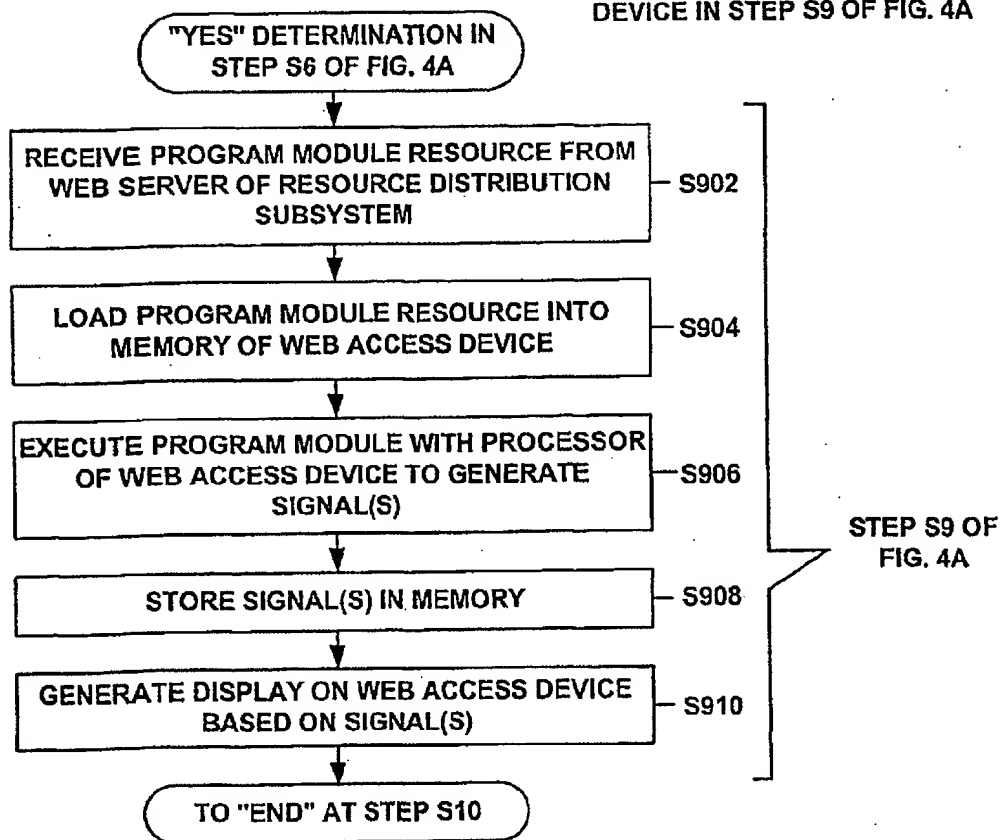 DEVICE IN STEP S9 OF FIG. 4A
"YES" DETERMINATION IN
STEP S6 OF FIG. 4A
RECEIVE PROGRAM MODULE RESOURCE FROM
WEB SERVER OF RESOURCE DISTRIBUTION
SUBSYSTEM
S902
LOAD PROGRAM MODULE RESOURCE INTO
MEMORY OF WEB ACCESS DEVICE
S904
EXECUTE PROGRAM MODULE WITH PROCESSOR
OF WEB ACCESS DEVICE TO GENERATE
SIGNAL(S)
S906
STORE SIGNAL(S) IN MEMORY
S908
GENERATE DISPLAY ON WEB ACCESS DEVICE
BASED ON SIGNAL(S)
S910
TO "END" AT STEP S10
STEP S9 OF
FIG. 4A